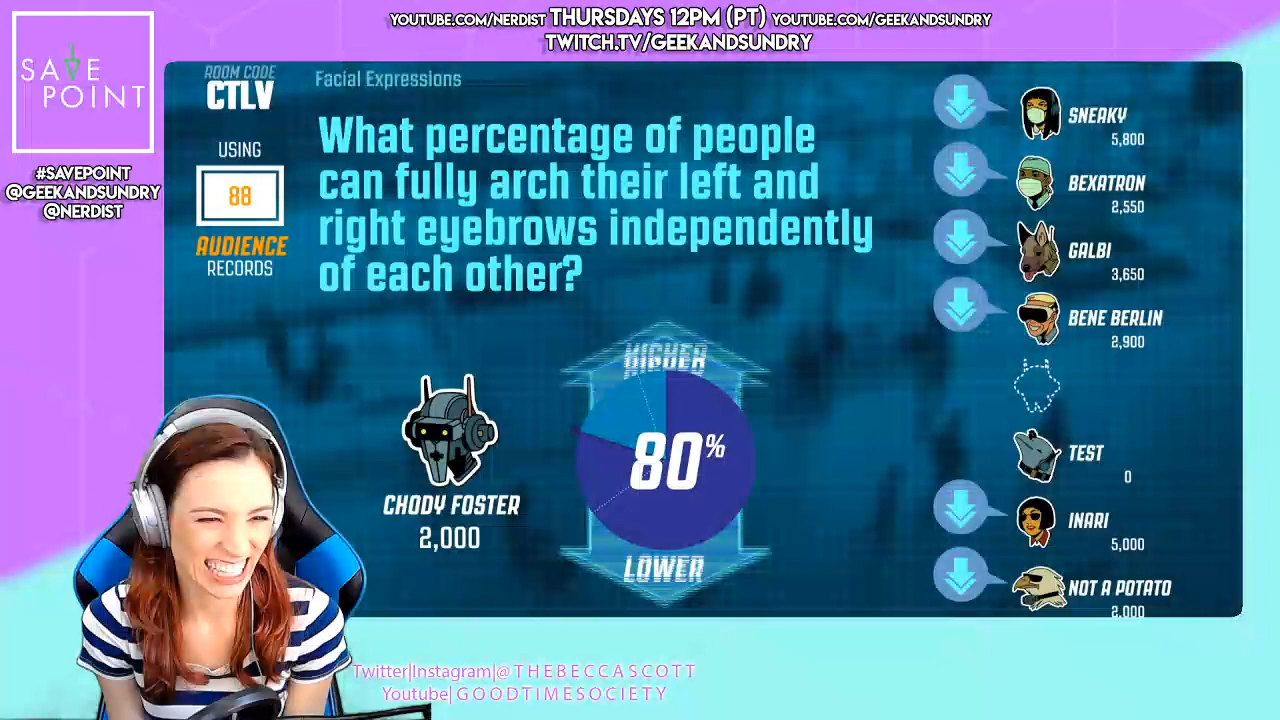 YOUTUBE.COM/NERDIST THURSDAYS 12PM (PT) YOUTUBE.COM/GEEKANDSUNDRY
TWITCH.TV/GEEKANDSUNDRY
SAVE
POINT
#SAVEPOINT
@GEEKANDSUNDRY
@NERDIST
ROOM CODE
CTLV
USING
88
AUDIENCE
RECORDS
Facial Expressions
What percentage of people
can fully arch their left and
right eyebrows independently
of each other?
HIGHER
80%
LOWER
CHODY FOSTER
2,000
SNEAKY
5,800
BEXATRON
2,550
GALBI
3,650
BENE BERLIN
2,900
TEST
0
INARI
5,000
NOT A POTATO
2,000
Twitter|Instagram|@THEBECCASCOTT
Youtube|GOODTIMESOCIETY